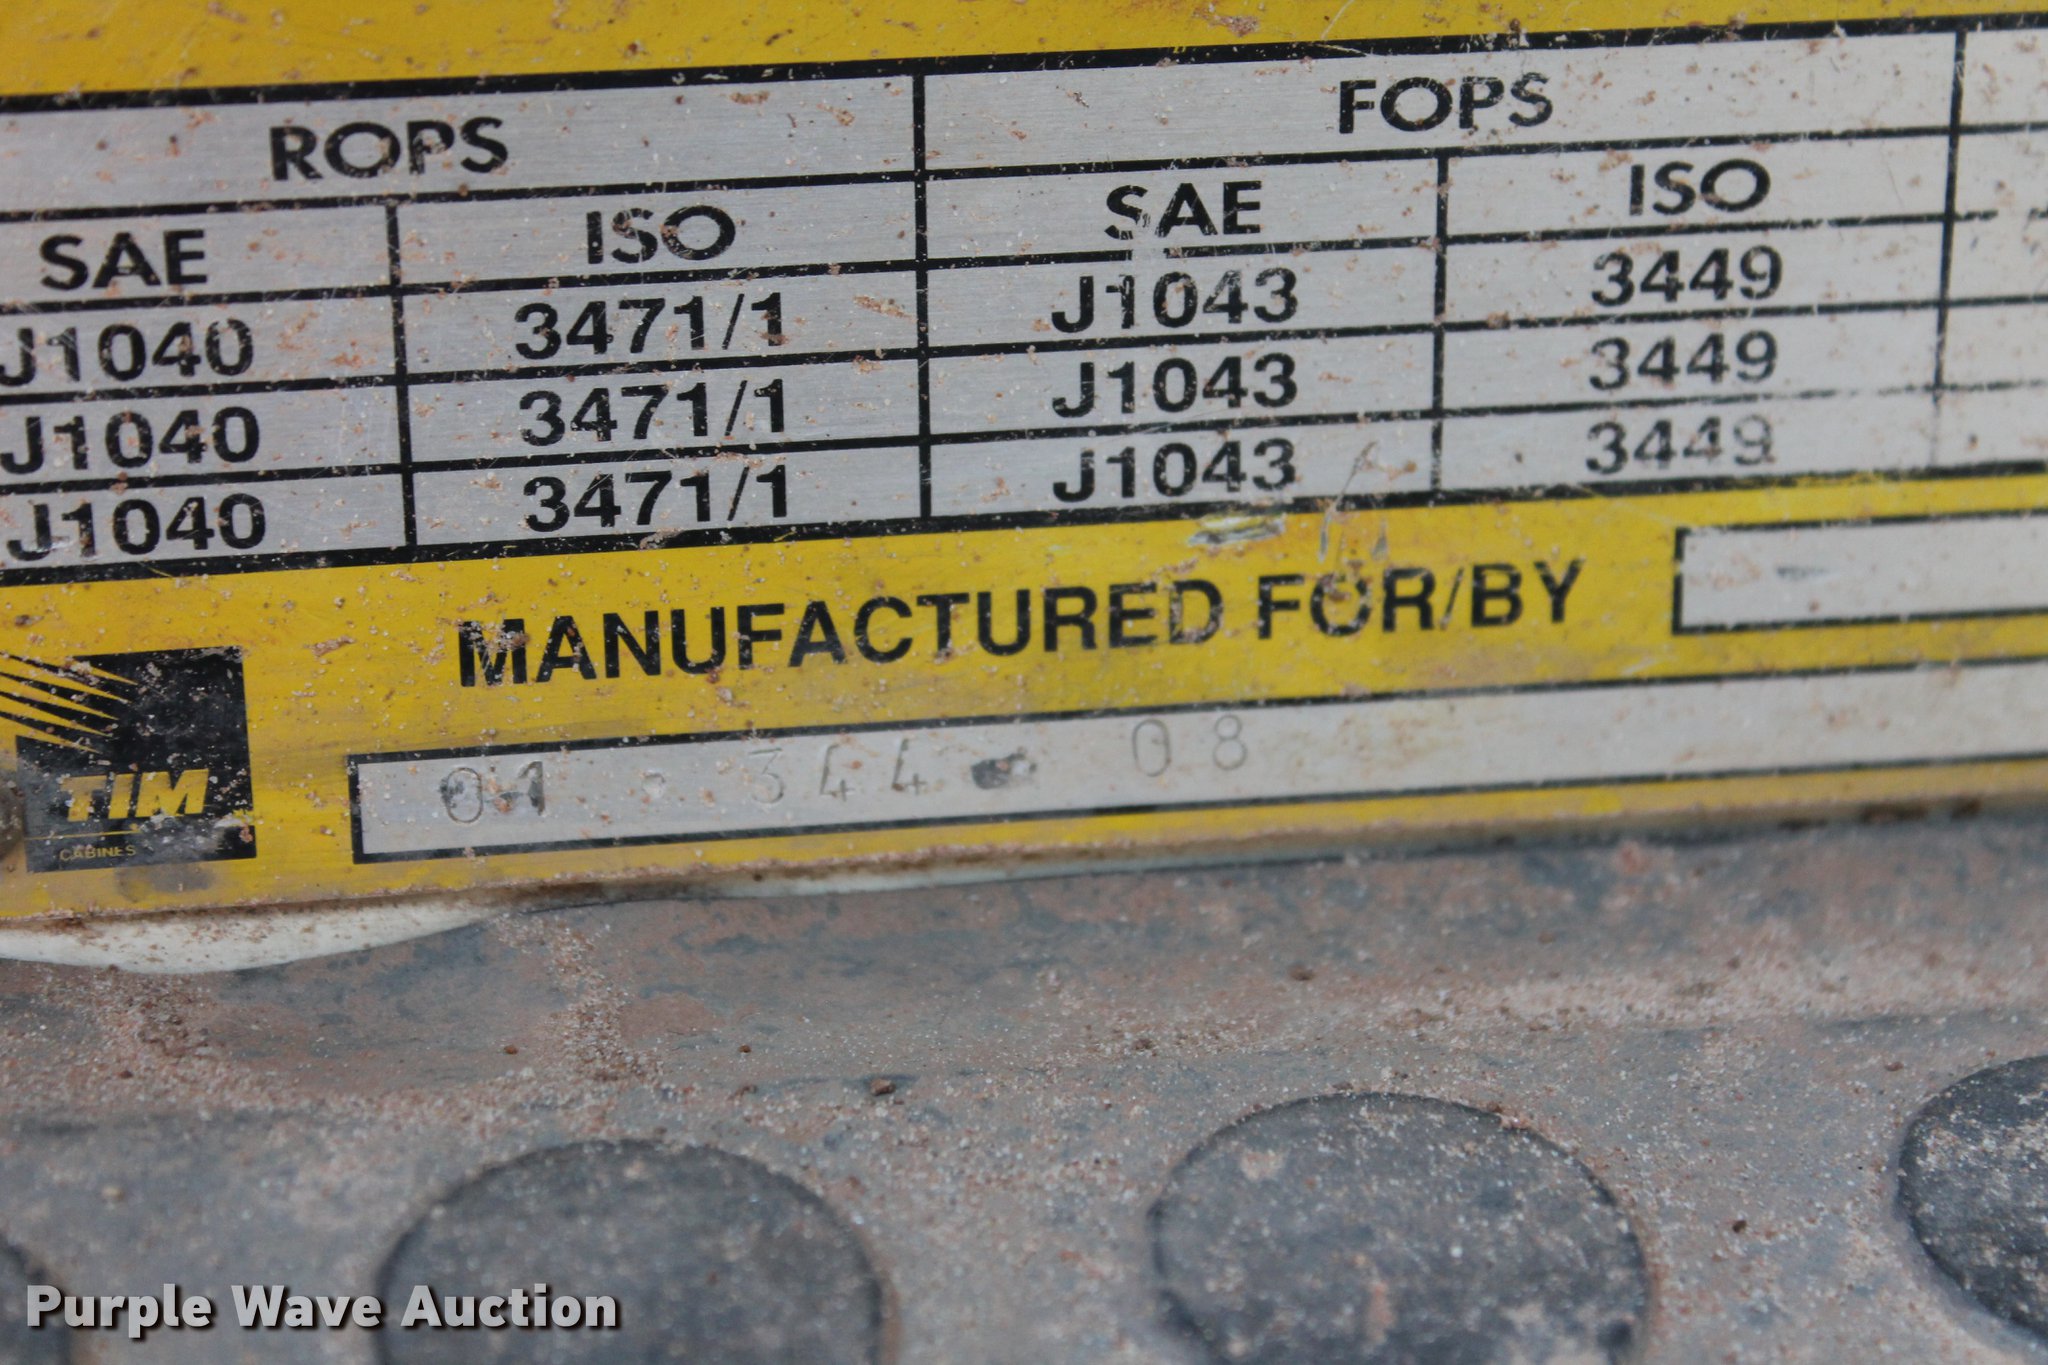 ROPS FOPS
SAE ISO SAE ISO
J1040 3471/1 J1043 3449
J1040 3471/1 J1043 3449
J1040 3471/1 J1043 3449
MANUFACTURED FOR/BY
01 · 344 · 08
TIM
CABINES
Purple Wave Auction